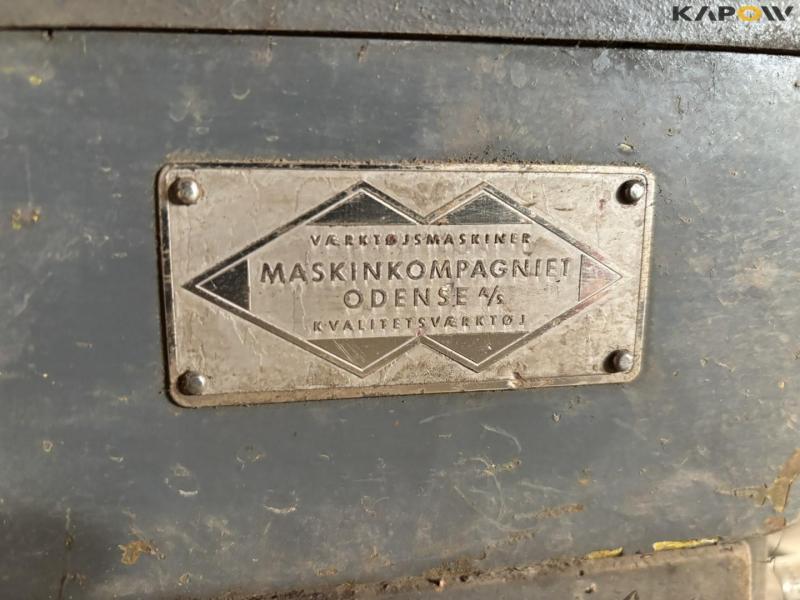 KAPOW
VÆRKTØJSMASKINER
MASKINKOMPAGNIET
ODENSE A/S
KVALITETSVÆRKTØJ